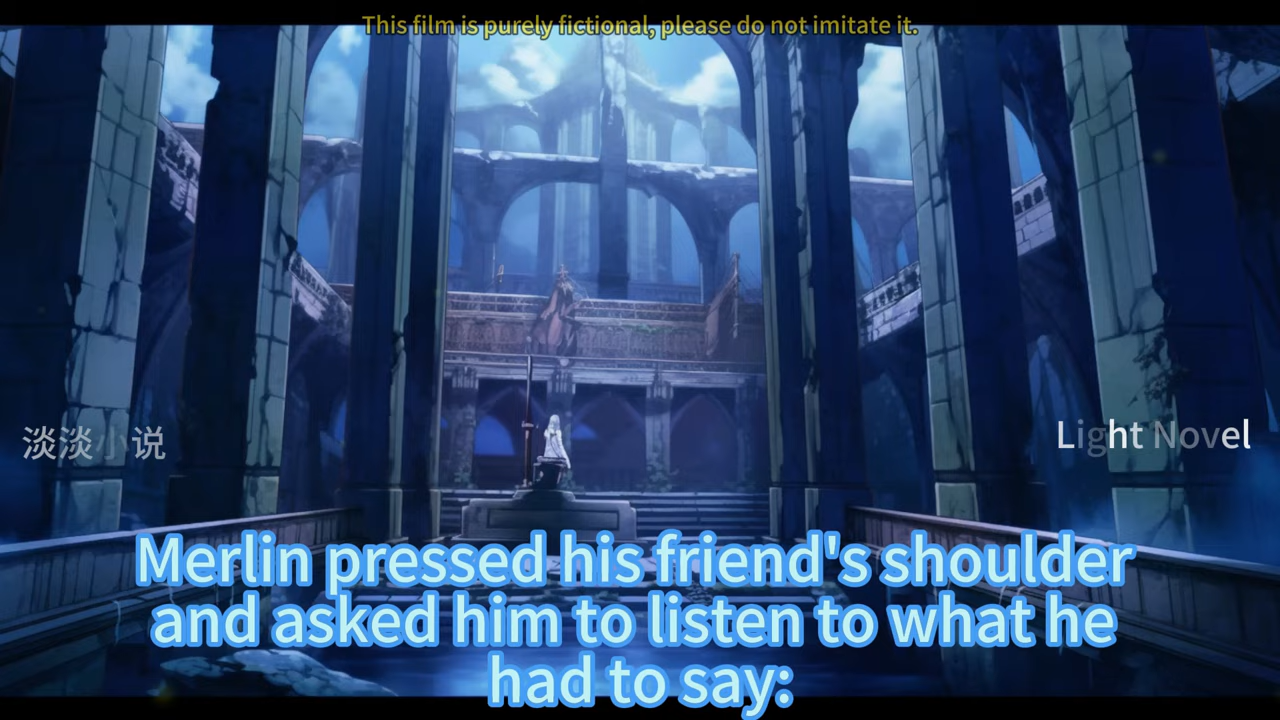 This film is purely fictional, please do not imitate it.
淡淡小说
Light Novel
Merlin pressed his friend's shoulder
and asked him to listen to what he
had to say: